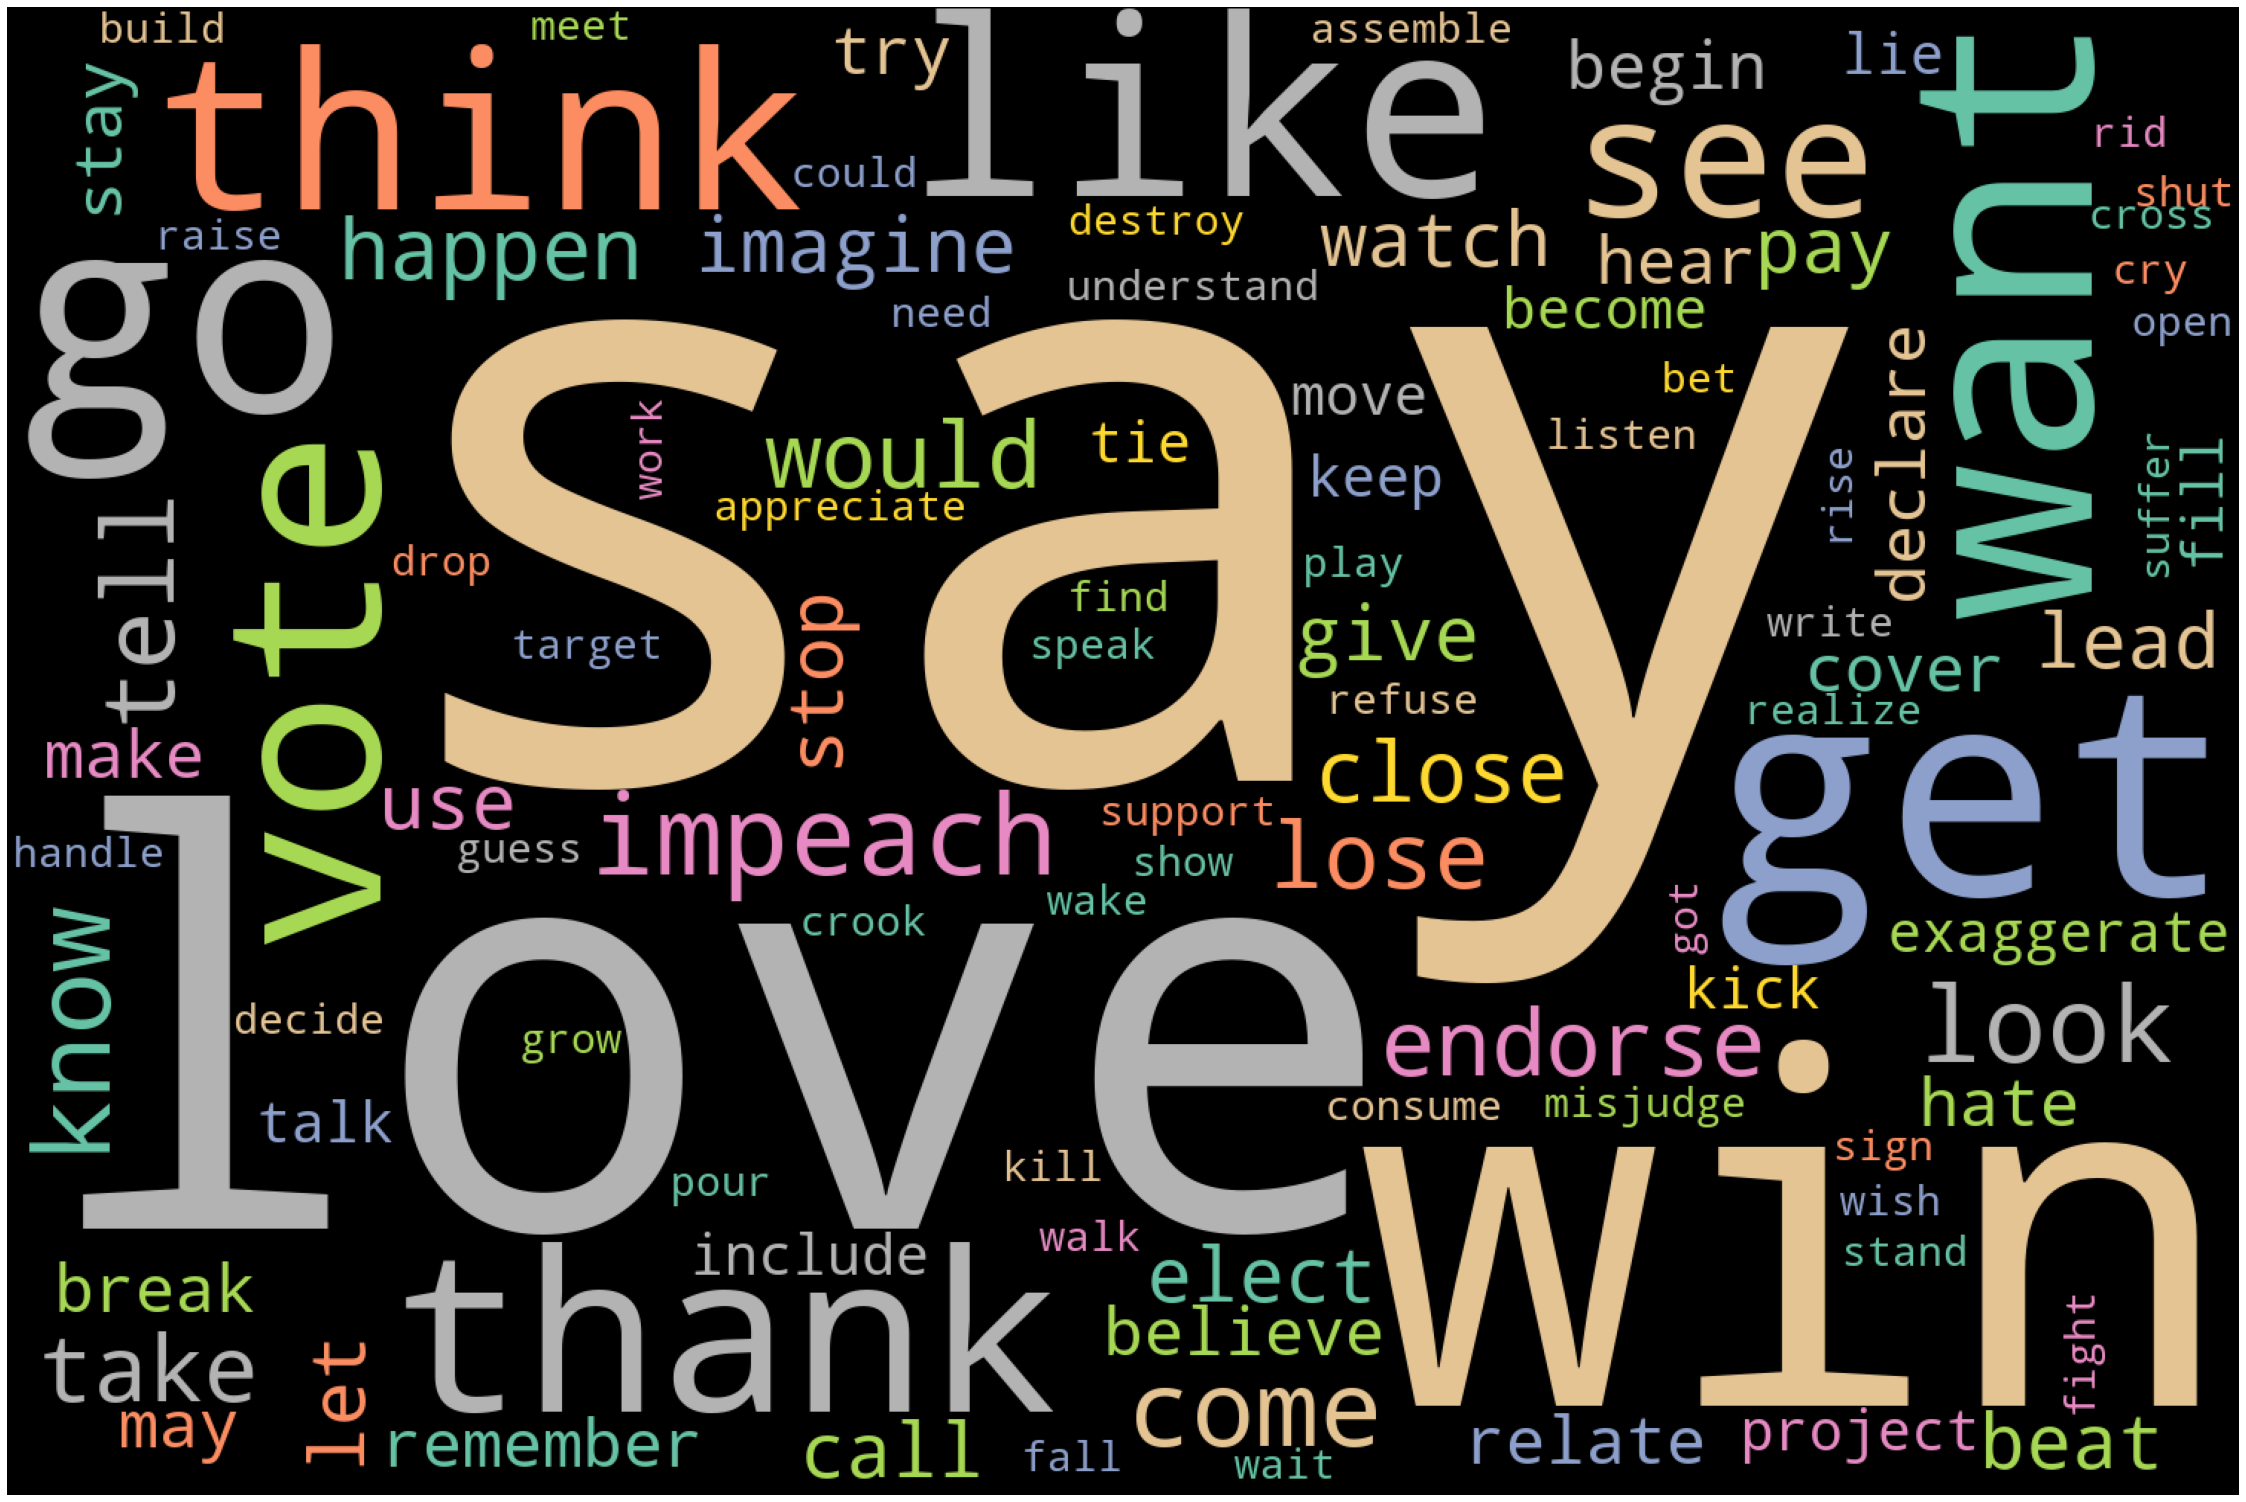 build
meet
like
assemble
try
think
begin
lie
want
stay
see
rid
could
shut
cross
raise
happen
imagine
destroy
watch
hear
pay
go
understand
cry
need
become
open
say
declare
bet
move
work
would
tie
listen
vote
keep
rise
suffer
fill
appreciate
tell
drop
play
find
stop
target
speak
give
write
lead
cover
refuse
realize
get
make
close
use
impeach
support
lose
love
guess
handle
show
wake
got
know
crook
exaggerate
kick
decide
grow
endorse
look
talk
consume
misjudge
hate
win
kill
sign
pour
wish
walk
include
thank
elect
stand
break
believe
fight
take
let
come
may
remember
call
fall
wait
relate
project
beat